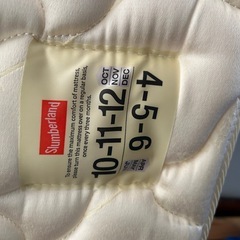 Slumberland
To ensure the maximum comfort of mattress,
please turn this mattress over on a regular basis,
once every three months.
10-11-12
OCT
NOV
DEC
4-5-6